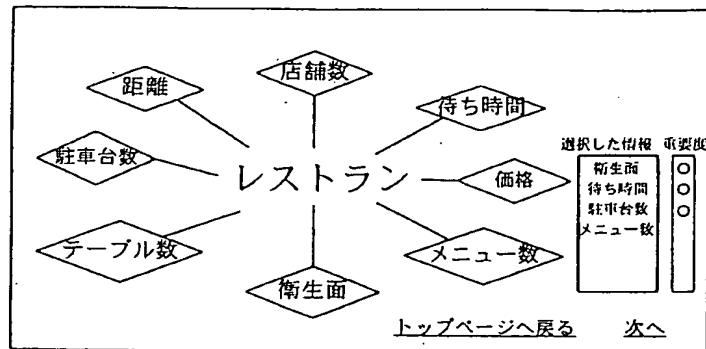 店舗数
距離
待ち時間
駐車台数
レストラン
価格
テーブル数
メニュー数
衛生面
選択した情報 重要度
衛生面 ○
待ち時間 ○
駐車台数 ○
メニュー数
トップページへ戻る 次へ